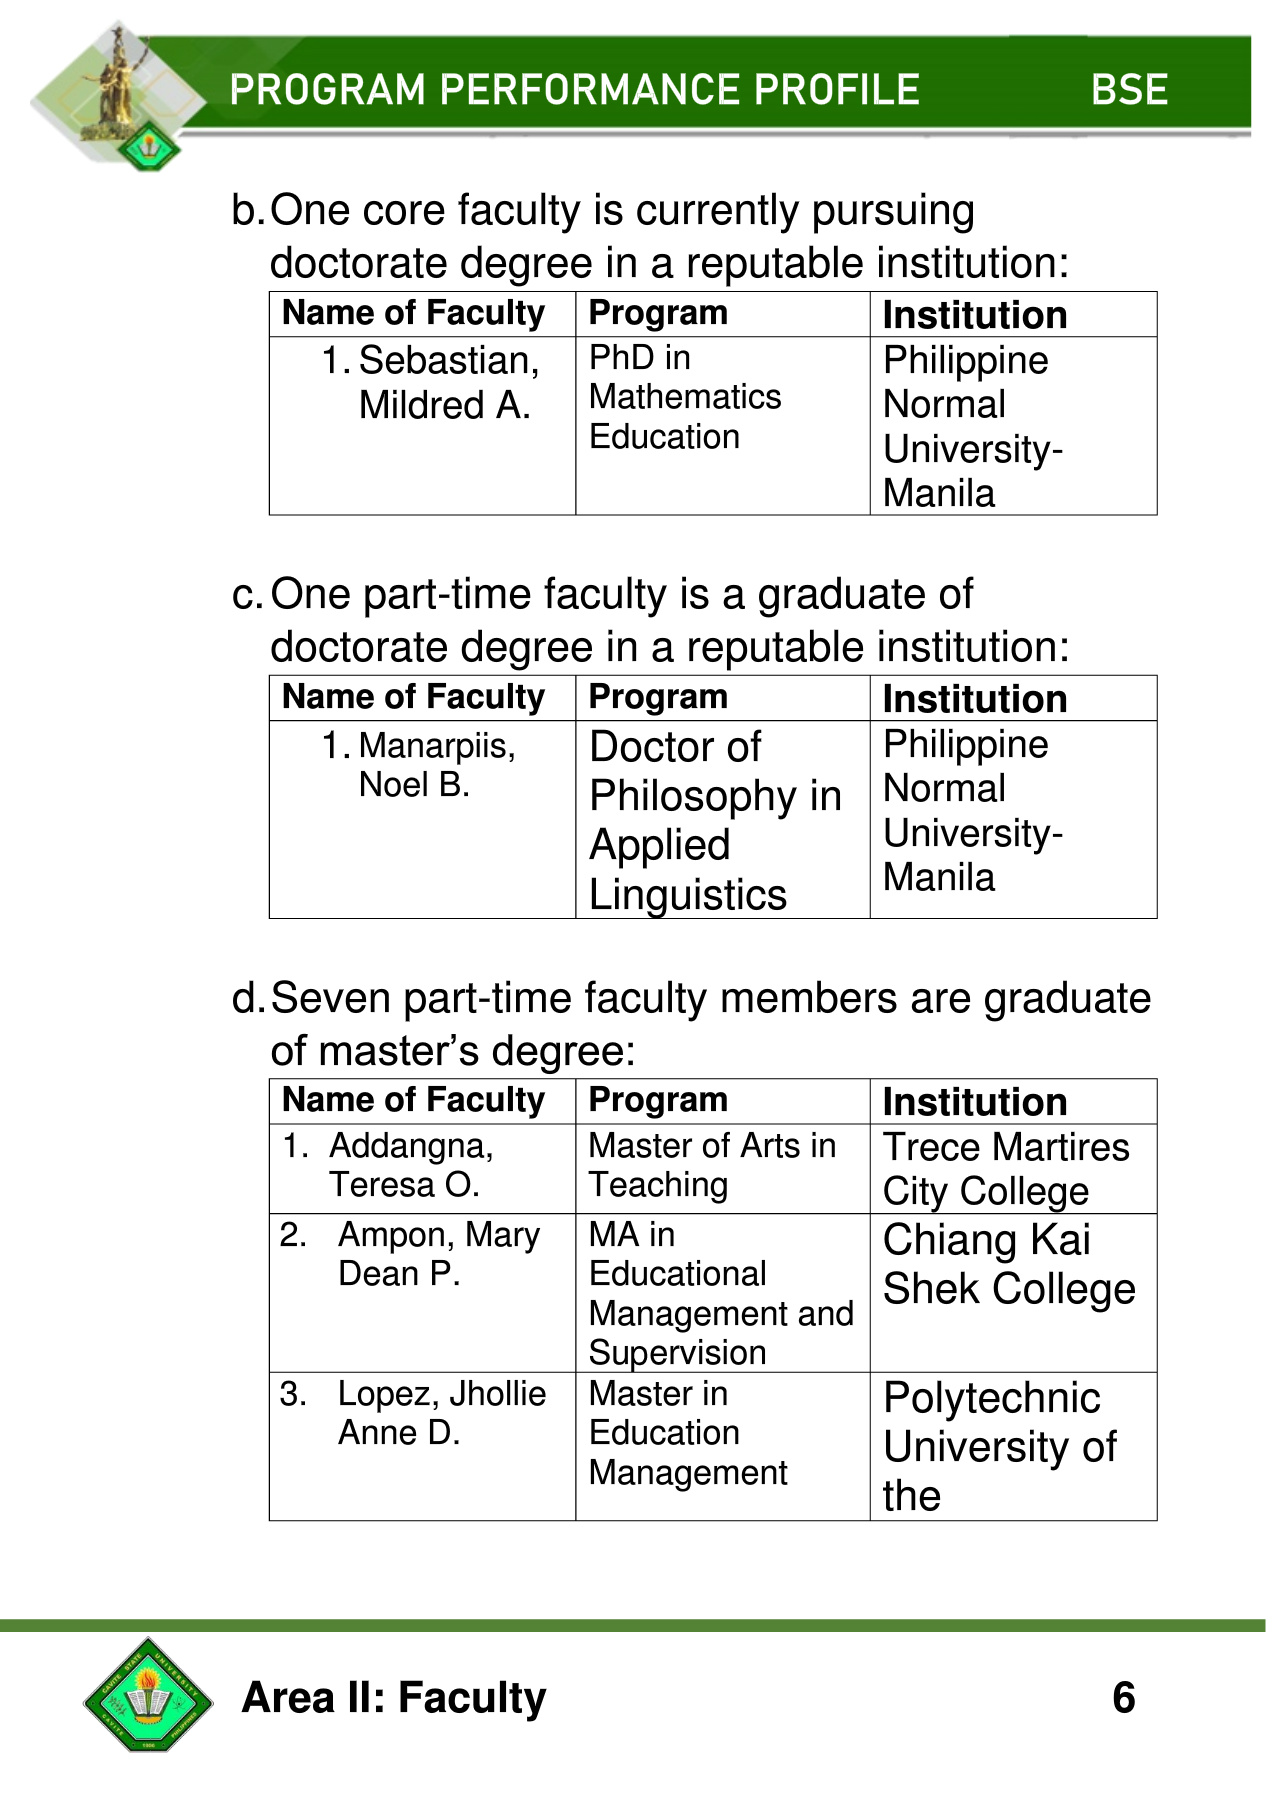 PROGRAM PERFORMANCE PROFILE BSE
b. One core faculty is currently pursuing
doctorate degree in a reputable institution:
Name of Faculty Program Institution
1. Sebastian, Mildred A. PhD in Mathematics Education Philippine Normal University-Manila
c. One part-time faculty is a graduate of
doctorate degree in a reputable institution:
Name of Faculty Program Institution
1. Manarpiis, Noel B. Doctor of Philosophy in Applied Linguistics Philippine Normal University-Manila
d. Seven part-time faculty members are graduate
of master’s degree:
Name of Faculty Program Institution
1. Addangna, Teresa O. Master of Arts in Teaching Trece Martires City College
2. Ampon, Mary Dean P. MA in Educational Management and Supervision Chiang Kai Shek College
3. Lopez, Jhollie Anne D. Master in Education Management Polytechnic University of the
CAVITE STATE UNIVERSITY
CAVITE PHILIPPINES
1906
Area II: Faculty 6